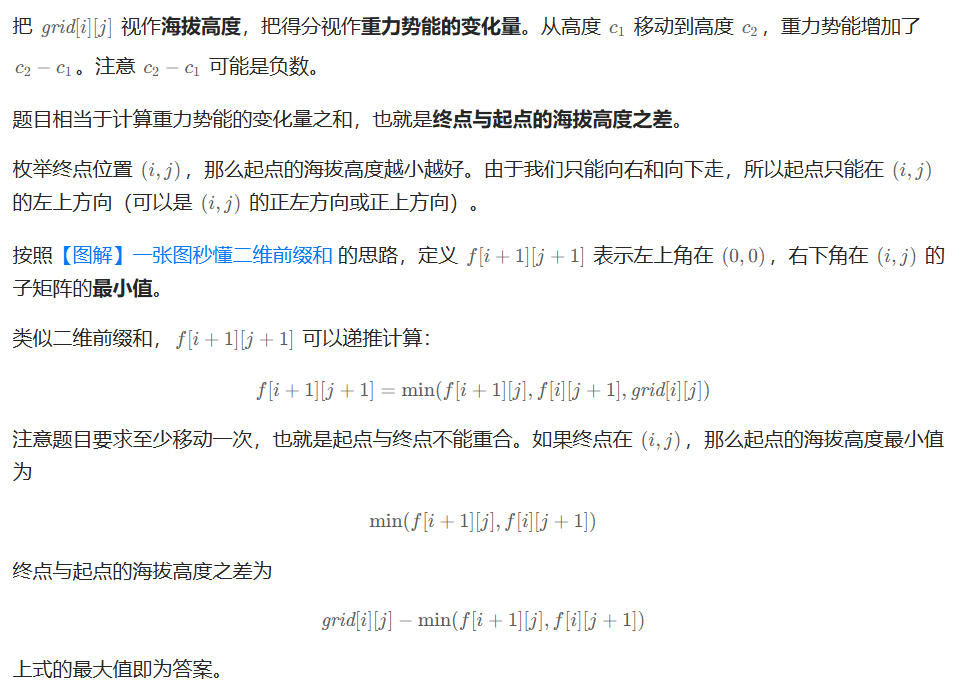 把 grid[i][j] 视作海拔高度，把得分视作重力势能的变化量。从高度 c₁ 移动到高度 c₂，重力势能增加了
c₂ − c₁。注意 c₂ − c₁ 可能是负数。
题目相当于计算重力势能的变化量之和，也就是终点与起点的海拔高度之差。
枚举终点位置 (i, j)，那么起点的海拔高度越小越好。由于我们只能向右和向下走，所以起点只能在 (i, j)
的左上方向（可以是 (i, j) 的正左方向或正上方向）。
按照【图解】一张图秒懂二维前缀和 的思路，定义 f[i + 1][j + 1] 表示左上角在 (0, 0)，右下角在 (i, j) 的
子矩阵的最小值。
类似二维前缀和，f[i + 1][j + 1] 可以递推计算：
f[i + 1][j + 1] = min(f[i + 1][j], f[i][j + 1], grid[i][j])
注意题目要求至少移动一次，也就是起点与终点不能重合。如果终点在 (i, j)，那么起点的海拔高度最小值
为
min(f[i + 1][j], f[i][j + 1])
终点与起点的海拔高度之差为
grid[i][j] − min(f[i + 1][j], f[i][j + 1])
上式的最大值即为答案。